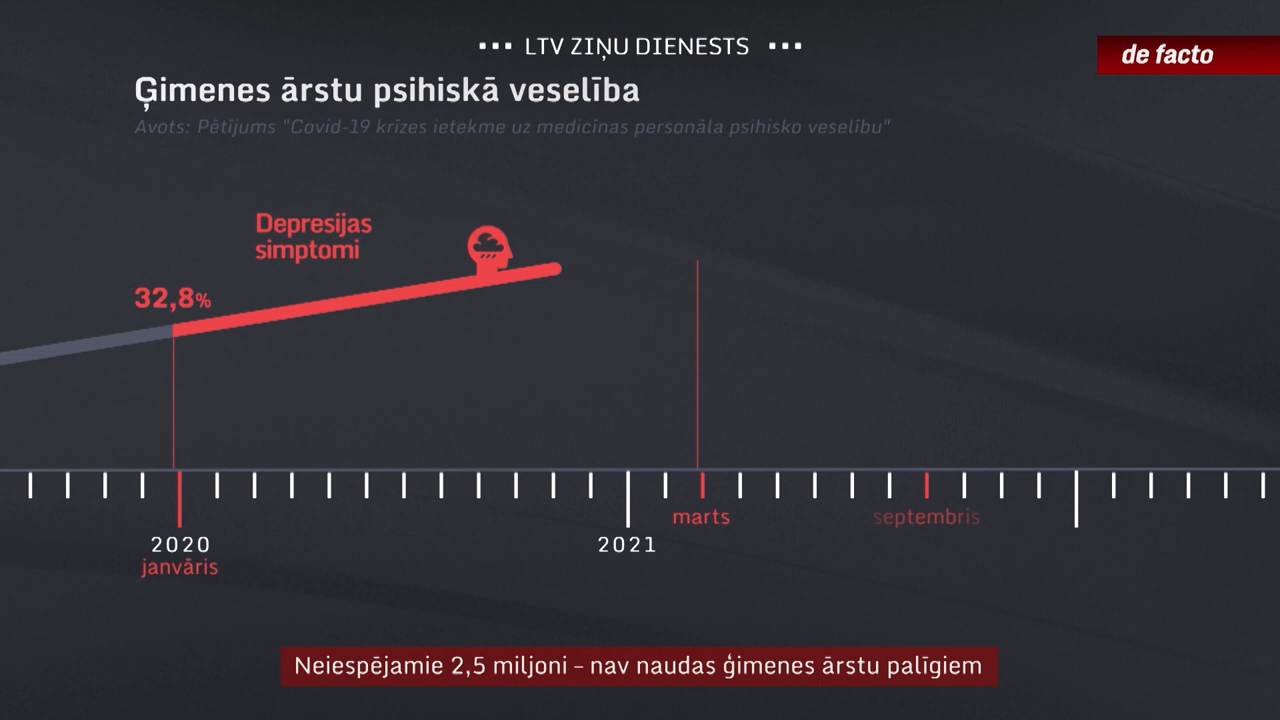 LTV ZIŅU DIENESTS
de facto
Ģimenes ārstu psihiskā veselība
Avots: Pētījums "Covid-19 krīzes ietekme uz medicīnas personāla psihisko veselību"
Depresijas
simptomi
32,8%
marts
septembris
2020
2021
janvāris
Neiespējamie 2,5 miljoni – nav naudas ģimenes ārstu palīgiem